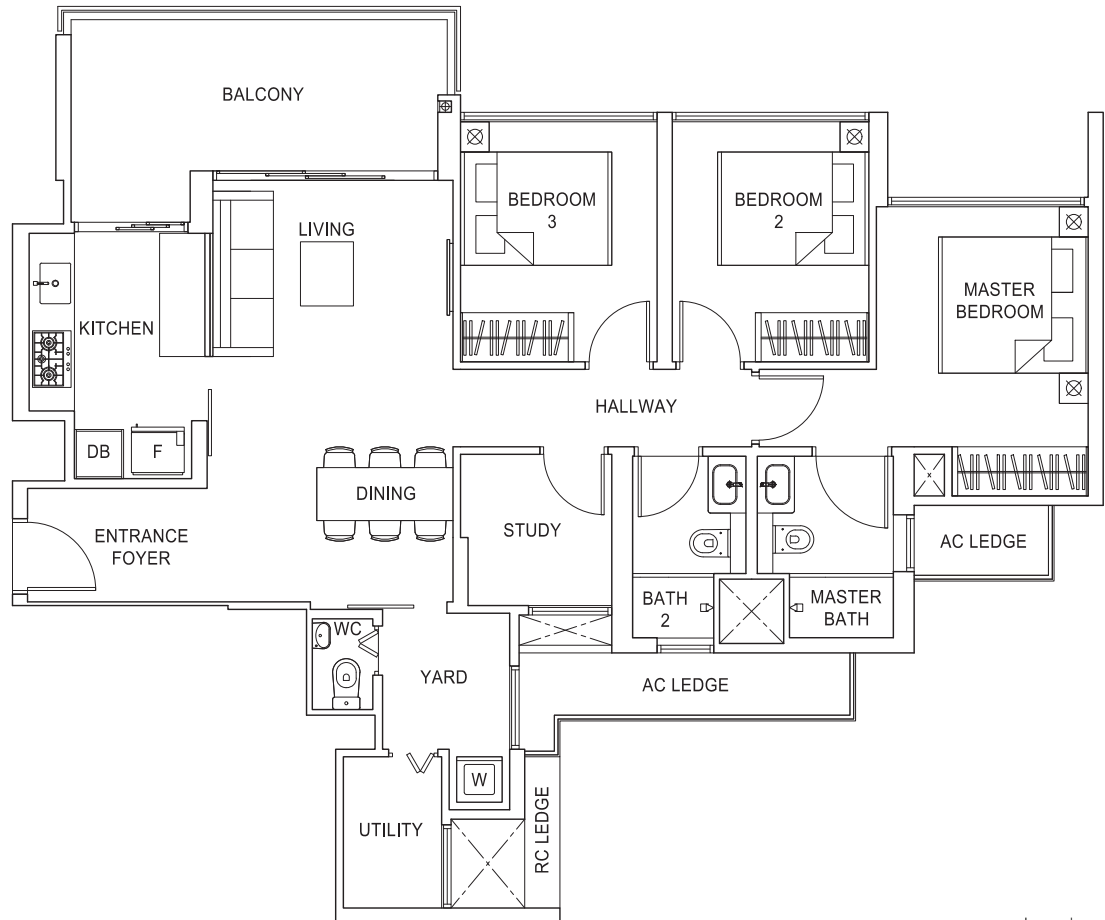 BALCONY
BEDROOM
3
BEDROOM
2
LIVING
MASTER
BEDROOM
KITCHEN
HALLWAY
DB
F
DINING
ENTRANCE
FOYER
STUDY
AC LEDGE
BATH
2
MASTER
BATH
WC
YARD
AC LEDGE
W
UTILITY
RC LEDGE